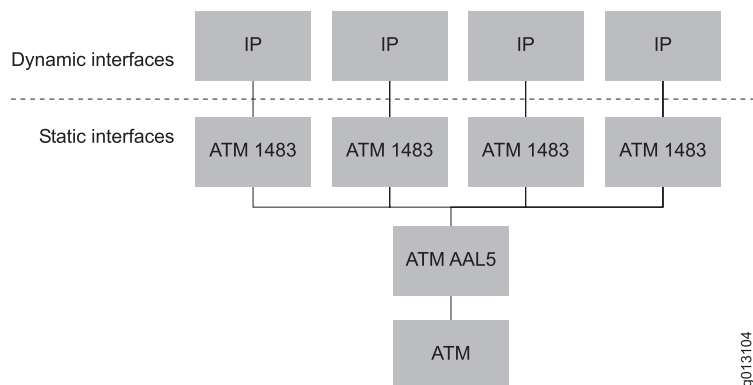 IP IP IP IP
Dynamic interfaces
Static interfaces
ATM 1483 ATM 1483 ATM 1483 ATM 1483
ATM AAL5
ATM
g013104